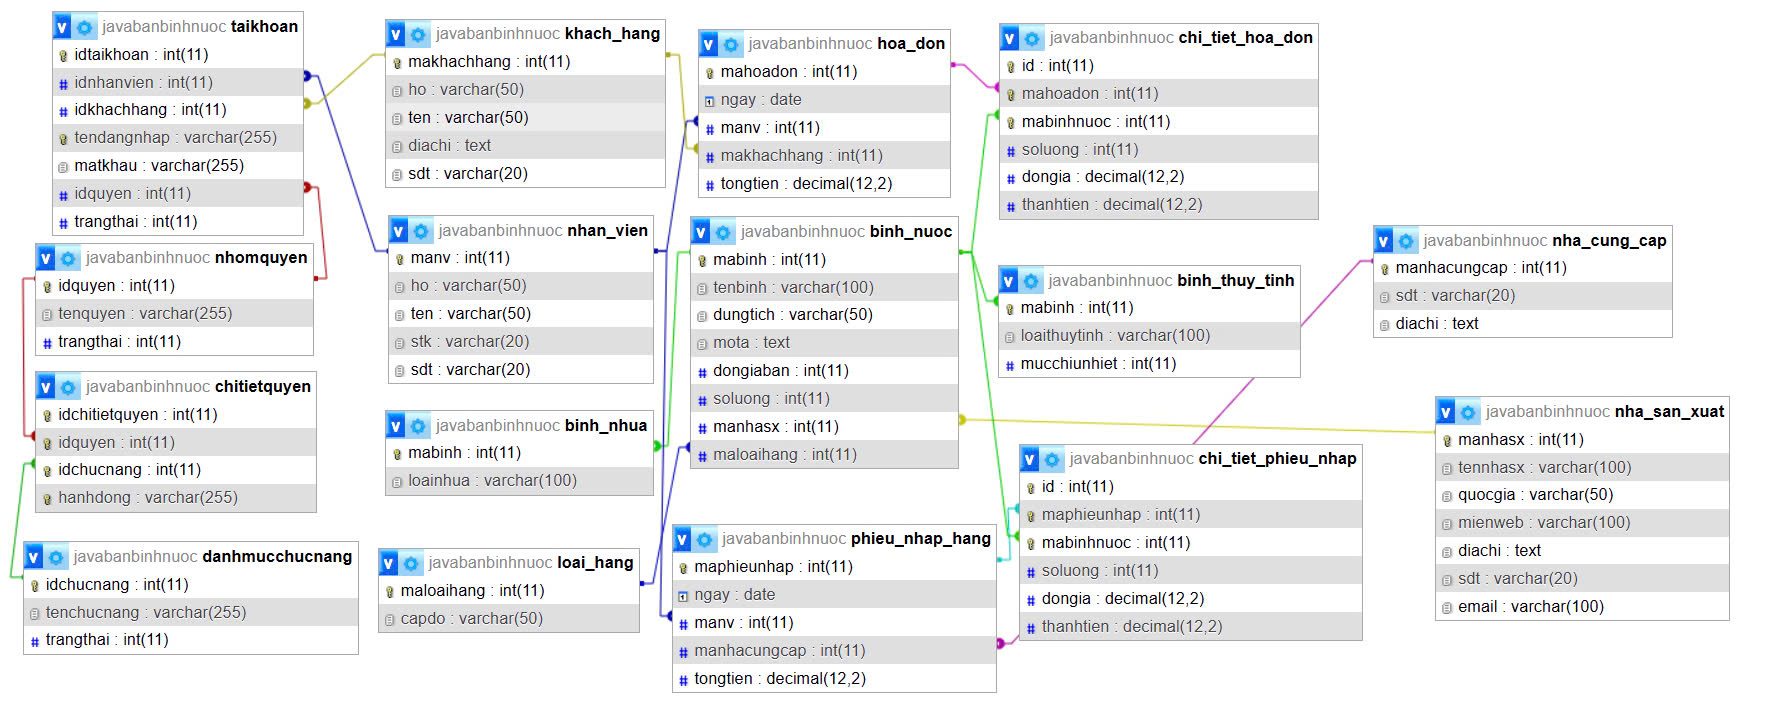 javabanbinhnuoc taikhoan
idtaikhoan : int(11)
idnhanvien : int(11)
idkhachhang : int(11)
tendangnhap : varchar(255)
matkhau : varchar(255)
idquyen : int(11)
trangthai : int(11)
javabanbinhnuoc nhomquyen
idquyen : int(11)
tenquyen : varchar(255)
trangthai : int(11)
javabanbinhnuoc chitietquyen
idchitietquyen : int(11)
idquyen : int(11)
idchucnang : int(11)
hanhdong : varchar(255)
javabanbinhnuoc danhmucchucnang
idchucnang : int(11)
tenchucnang : varchar(255)
trangthai : int(11)
javabanbinhnuoc khach_hang
makhachhang : int(11)
ho : varchar(50)
ten : varchar(50)
diachi : text
sdt : varchar(20)
javabanbinhnuoc nhan_vien
manv : int(11)
ho : varchar(50)
ten : varchar(50)
stk : varchar(20)
sdt : varchar(20)
javabanbinhnuoc binh_nhua
mabinh : int(11)
loainhua : varchar(100)
javabanbinhnuoc loai_hang
maloaihang : int(11)
capdo : varchar(50)
javabanbinhnuoc hoa_don
mahoadon : int(11)
ngay : date
manv : int(11)
makhachhang : int(11)
tongtien : decimal(12,2)
javabanbinhnuoc binh_nuoc
mabinh : int(11)
tenbinh : varchar(100)
dungtich : varchar(50)
mota : text
dongiaban : int(11)
soluong : int(11)
manhasx : int(11)
maloaihang : int(11)
javabanbinhnuoc phieu_nhap_hang
maphieunhap : int(11)
ngay : date
manv : int(11)
manhacungcap : int(11)
tongtien : decimal(12,2)
javabanbinhnuoc chi_tiet_hoa_don
id : int(11)
mahoadon : int(11)
mabinhnuoc : int(11)
soluong : int(11)
dongia : decimal(12,2)
thanhtien : decimal(12,2)
javabanbinhnuoc binh_thuy_tinh
mabinh : int(11)
loaithuytinh : varchar(100)
mucchiunhiet : int(11)
javabanbinhnuoc chi_tiet_phieu_nhap
id : int(11)
maphieunhap : int(11)
mabinhnuoc : int(11)
soluong : int(11)
dongia : decimal(12,2)
thanhtien : decimal(12,2)
javabanbinhnuoc nha_cung_cap
manhacungcap : int(11)
sdt : varchar(20)
diachi : text
javabanbinhnuoc nha_san_xuat
manhasx : int(11)
tennhasx : varchar(100)
quocgia : varchar(50)
mienweb : varchar(100)
diachi : text
sdt : varchar(20)
email : varchar(100)